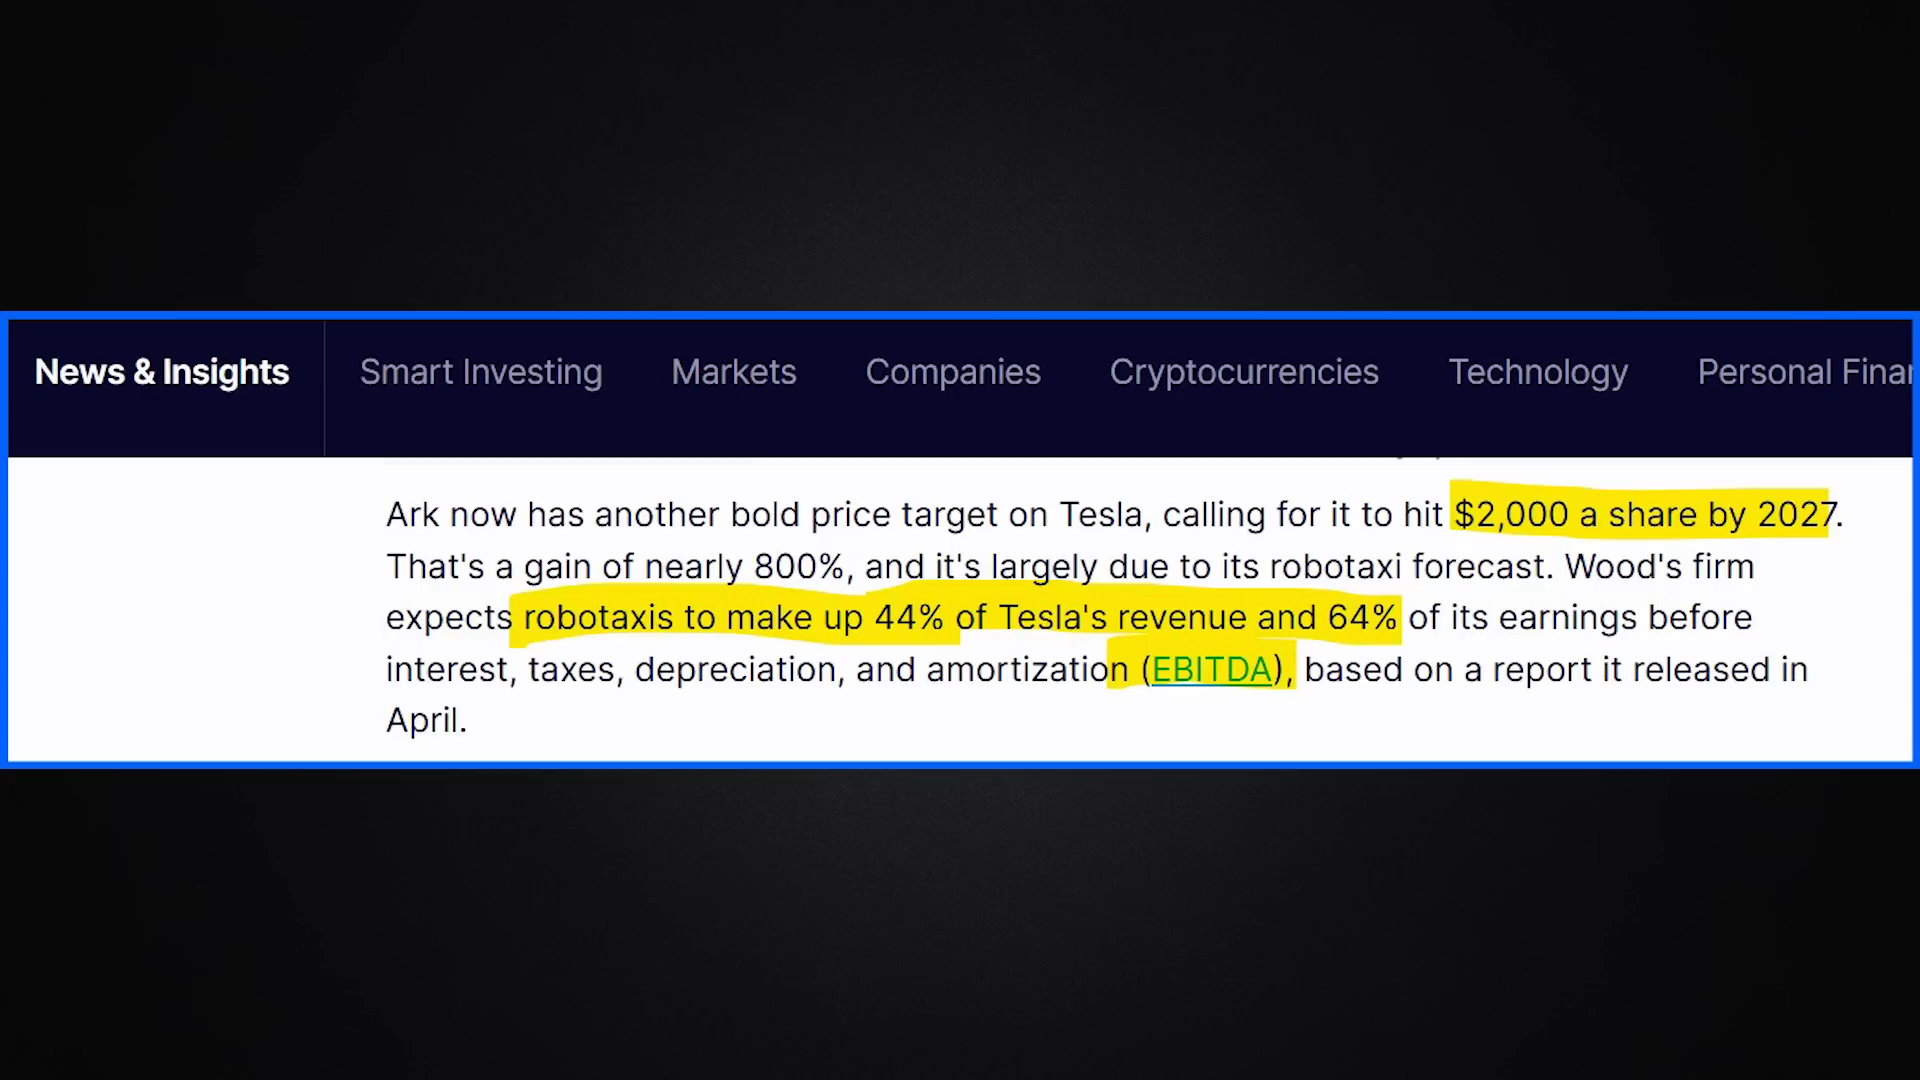 News & Insights
Smart Investing
Markets
Companies
Cryptocurrencies
Technology
Personal
Ark now has another bold price target on Tesla, calling for it to hit $2,000 a share by 2027.
That's a gain of nearly 800%, and it's largely due to its robotaxi forecast. Wood's firm
expects robotaxis to make up 44% of Tesla's revenue and 64% of its earnings before
interest, taxes, depreciation, and amortization (EBITDA), based on a report it released in
April.